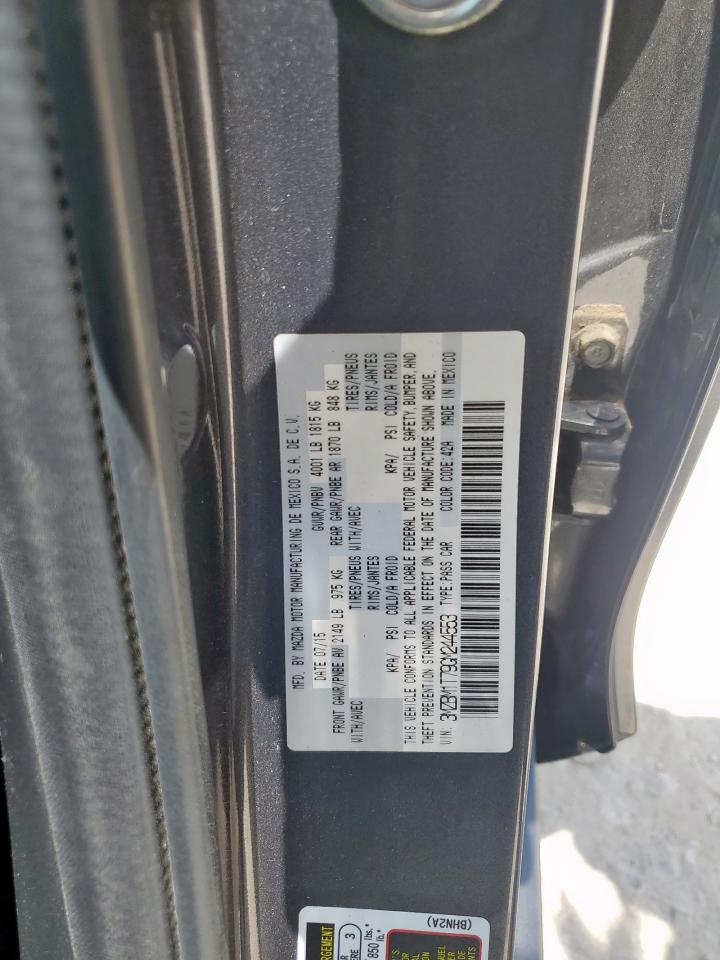 MFD. BY MAZDA MOTOR MANUFACTURING DE MEXICO S.A. DE C.V.
DATE 07/15 GVWR/PNBV 4001 LB 1815 KG
FRONT GAWR/PNBE AV 2149 LB 975 KG REAR GAWR/PNBE AR 1870 LB 848 KG
WITH/AVEC TIRES/PNEUS WITH/AVEC TIRES/PNEUS
RIMS/JANTES RIMS/JANTES
KPA/ PSI COLD/A FROID KPA/ PSI COLD/A FROID
THIS VEHICLE CONFORMS TO ALL APPLICABLE FEDERAL MOTOR VEHICLE SAFETY, BUMPER, AND
THEFT PREVENTION STANDARDS IN EFFECT ON THE DATE OF MANUFACTURE SHOWN ABOVE.
VIN: 3MZBM1T79GM244553 TYPE:PASS CAR COLOR CODE:42A MADE IN MEXICO
(BHN2A)
3
850